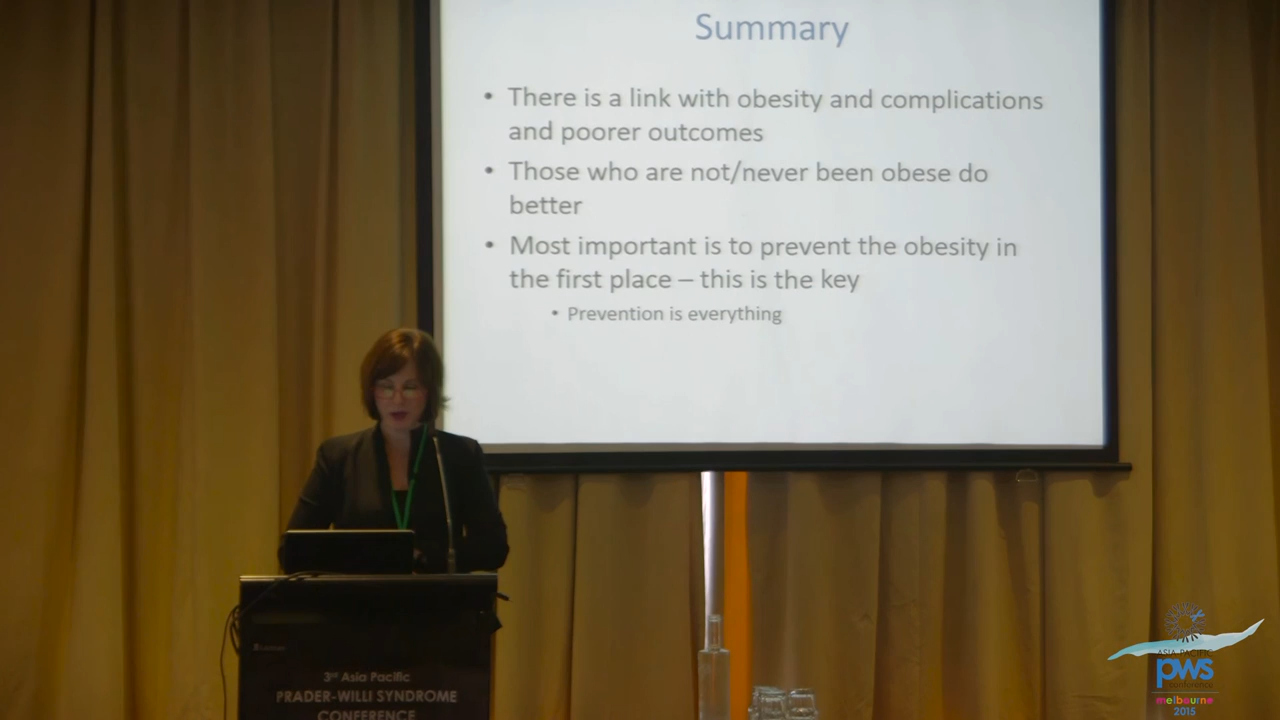 Summary
• There is a link with obesity and complications
and poorer outcomes
• Those who are not/never been obese do
better
• Most important is to prevent the obesity in
the first place – this is the key
• Prevention is everything
3rd Asia Pacific
PRADER-WILLI SYNDROME
CONFERENCE
ASIA PACIFIC
pws
conference
melbourne
2015